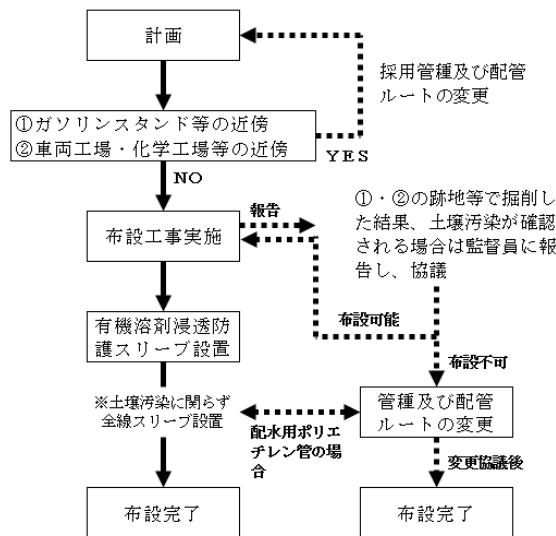 計画
採用管種及び配管
ルートの変更
①ガソリンスタンド等の近傍
②車両工場・化学工場等の近傍
YES
NO
報告
①・②の跡地等で掘削し
た結果、土壌汚染が確認
される場合は監督員に報
告し、協議
布設工事実施
布設可能
有機溶剤浸透防
護スリーブ設置
布設不可
※土壌汚染に関らず
全線スリーブ設置
管種及び配管
ルートの変更
配水用ポリエ
チレン管の場
合
変更協議後
布設完了
布設完了